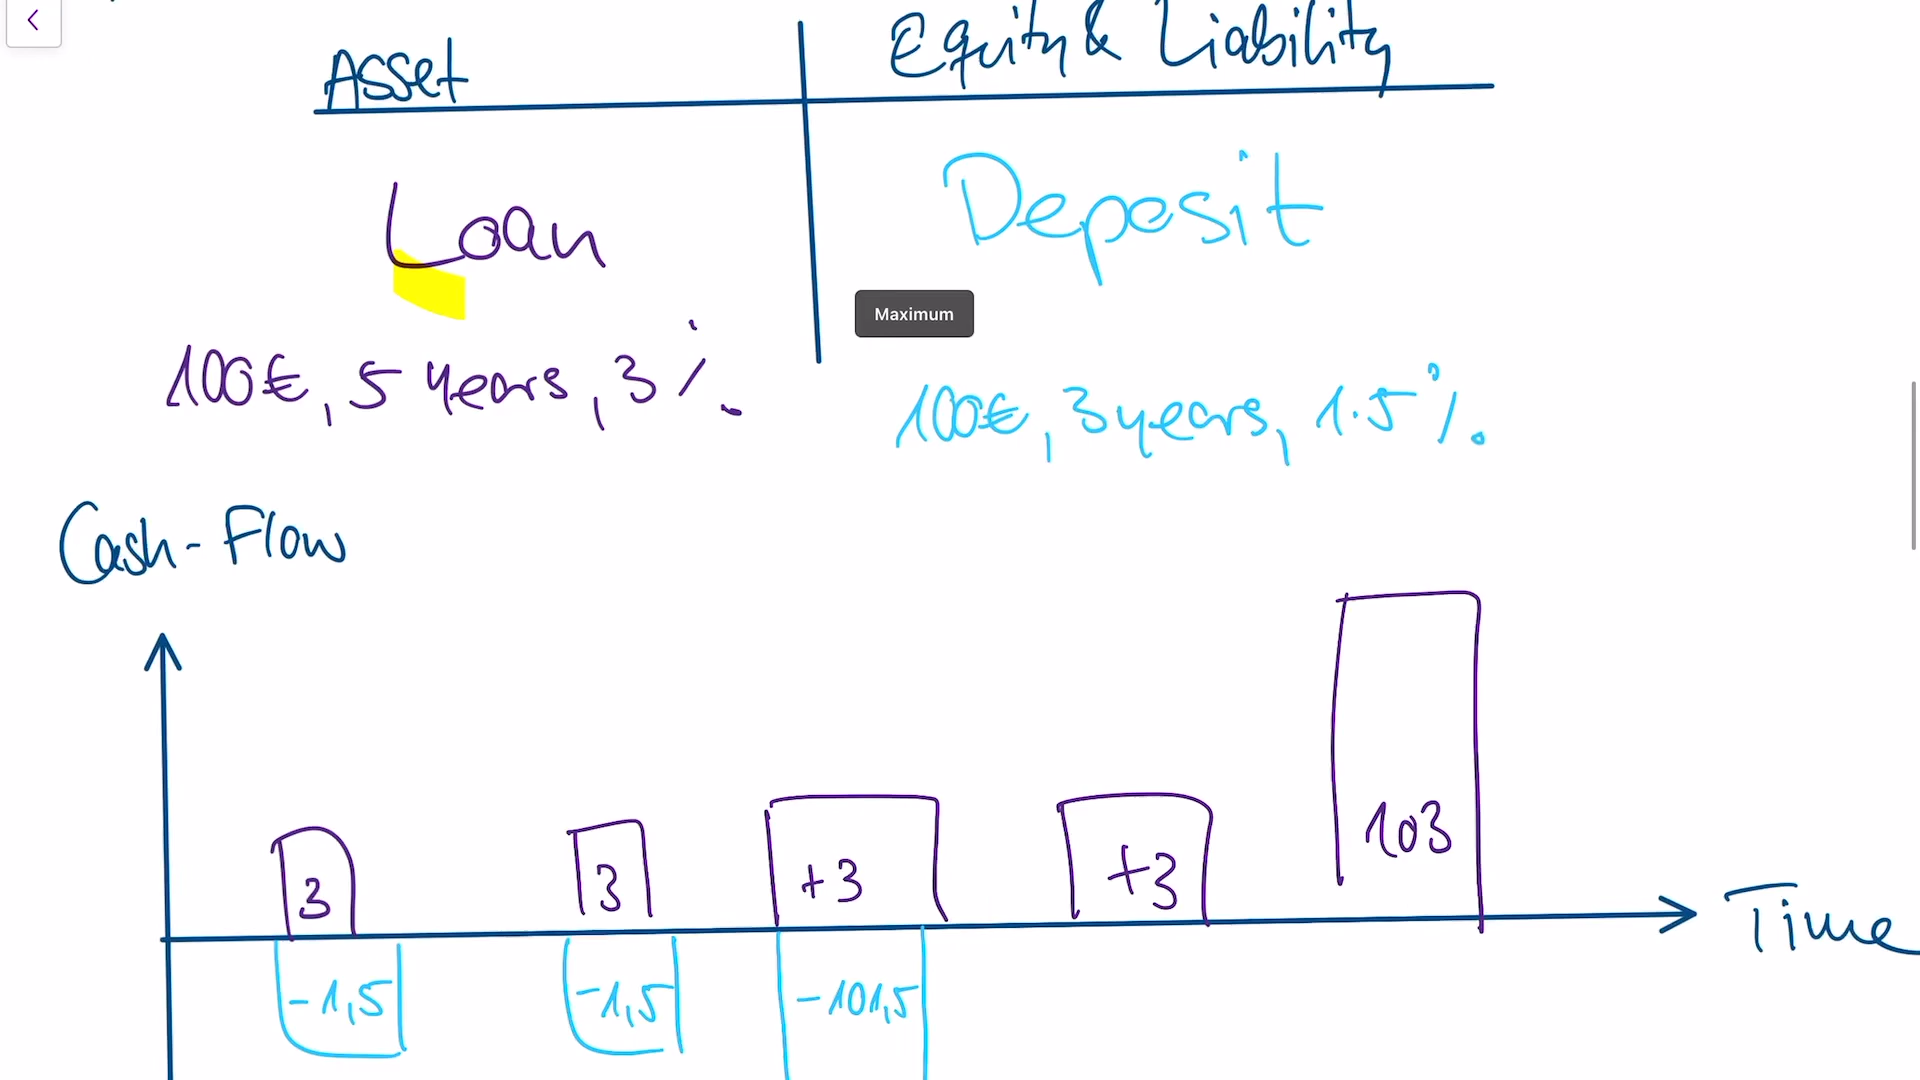 Asset Equity & Liability
Loan Deposit
Maximum
100€, 5 years, 3%.
100€, 3 years, 1.5%.
Cash-Flow
3 3 +3 +3 103
Time
-1,5 -1,5 -101,5